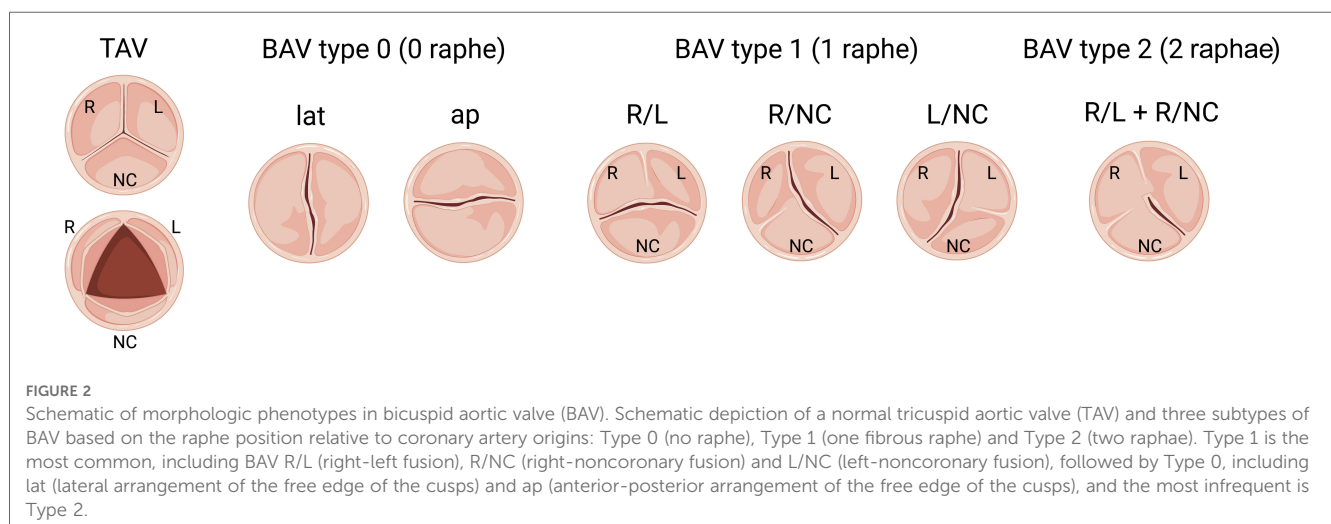 TAV
BAV type 0 (0 raphe)
BAV type 1 (1 raphe)
BAV type 2 (2 raphae)
lat
ap
R/L
R/NC
L/NC
R/L + R/NC
R
L
NC
R
L
NC
R
L
NC
R
L
NC
R
L
NC
R
L
NC
FIGURE 2
Schematic of morphologic phenotypes in bicuspid aortic valve (BAV). Schematic depiction of a normal tricuspid aortic valve (TAV) and three subtypes of
BAV based on the raphe position relative to coronary artery origins: Type 0 (no raphe), Type 1 (one fibrous raphe) and Type 2 (two raphae). Type 1 is the
most common, including BAV R/L (right-left fusion), R/NC (right-noncoronary fusion) and L/NC (left-noncoronary fusion), followed by Type 0, including
lat (lateral arrangement of the free edge of the cusps) and ap (anterior-posterior arrangement of the free edge of the cusps), and the most infrequent is
Type 2.